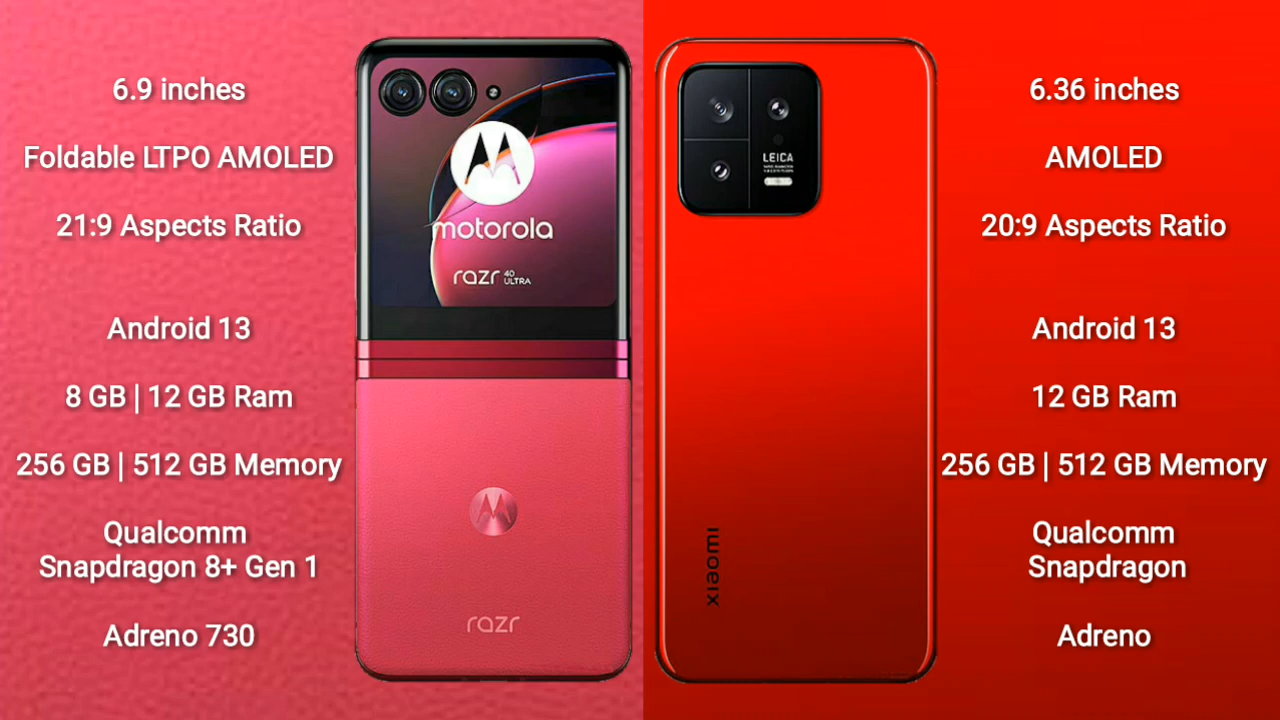 6.9 inches
Foldable LTPO AMOLED
21:9 Aspects Ratio
Android 13
8 GB | 12 GB Ram
256 GB | 512 GB Memory
Qualcomm
Snapdragon 8+ Gen 1
Adreno 730
motorola
razr 40
ULTRA
razr
LEICA
xiaomi
6.36 inches
AMOLED
20:9 Aspects Ratio
Android 13
12 GB Ram
256 GB | 512 GB Memory
Qualcomm
Snapdragon
Adreno